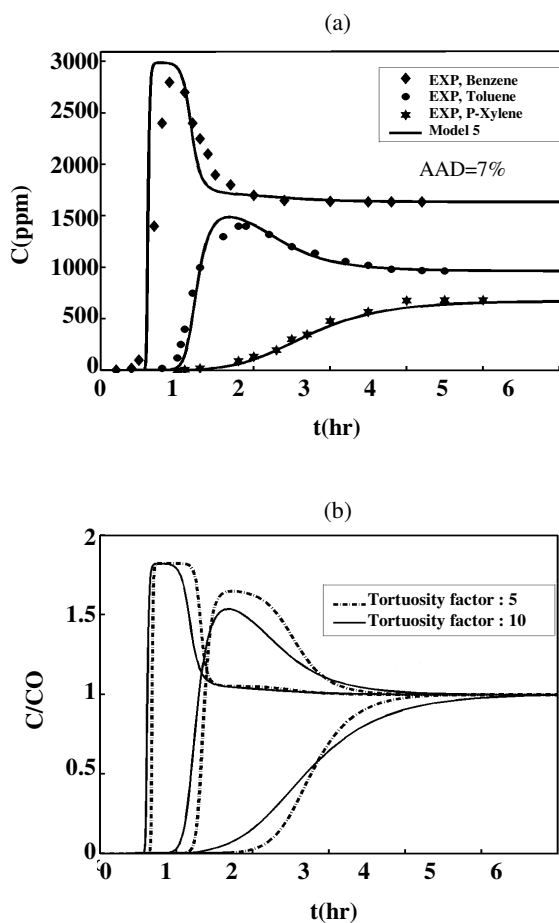 (a)
3000
2500
2000
1500
1000
500
0
C(ppm)
EXP, Benzene
EXP, Toluene
EXP, P-Xylene
Model 5
AAD=7%
0 1 2 3 4 5 6
t(hr)
(b)
2
1.5
1
0.5
0
C/CO
Tortuosity factor : 5
Tortuosity factor : 10
0 1 2 3 4 5 6
t(hr)